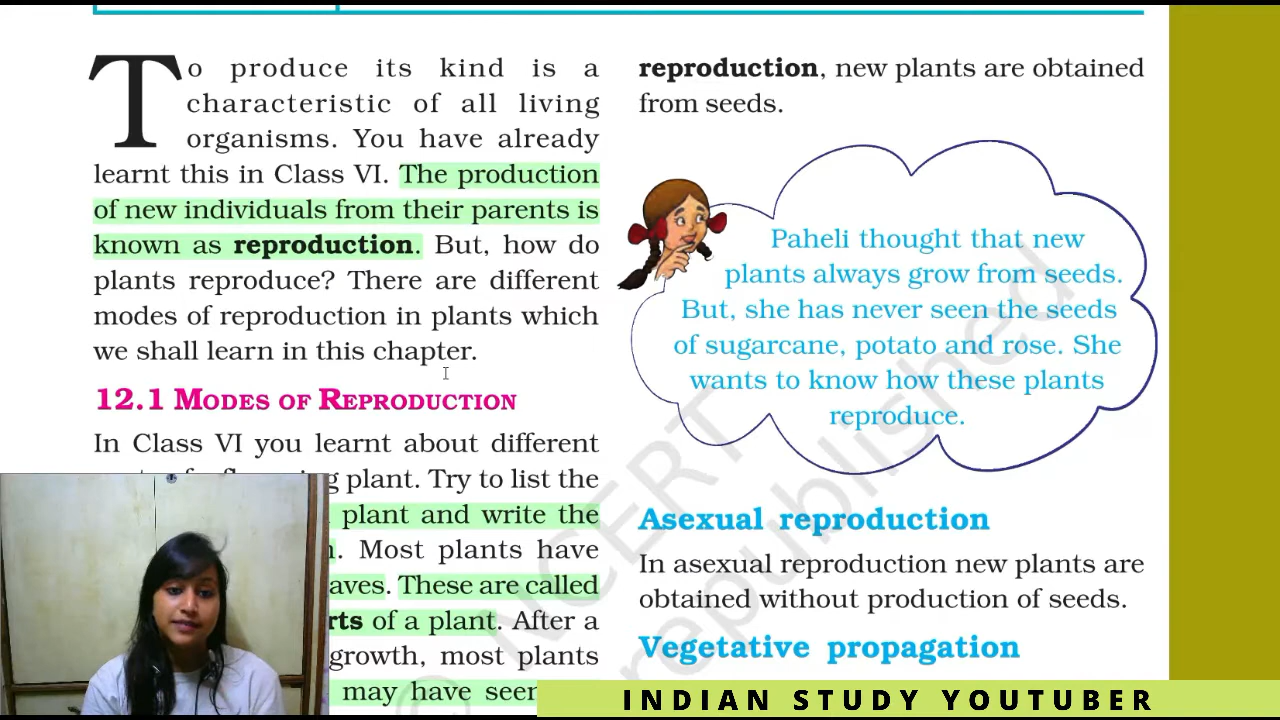 To produce its kind is a
characteristic of all living
organisms. You have already
learnt this in Class VI. The production
of new individuals from their parents is
known as reproduction. But, how do
plants reproduce? There are different
modes of reproduction in plants which
we shall learn in this chapter.
12.1 MODES OF REPRODUCTION
In Class VI you learnt about different
plant. Try to list the
plant and write the
Most plants have
These are called
of a plant. After a
growth, most plants
may have seen
reproduction, new plants are obtained
from seeds.
Paheli thought that new
plants always grow from seeds.
But, she has never seen the seeds
of sugarcane, potato and rose. She
wants to know how these plants
reproduce.
Asexual reproduction
In asexual reproduction new plants are
obtained without production of seeds.
Vegetative propagation
© NCERT
republished
INDIAN STUDY YOUTUBER